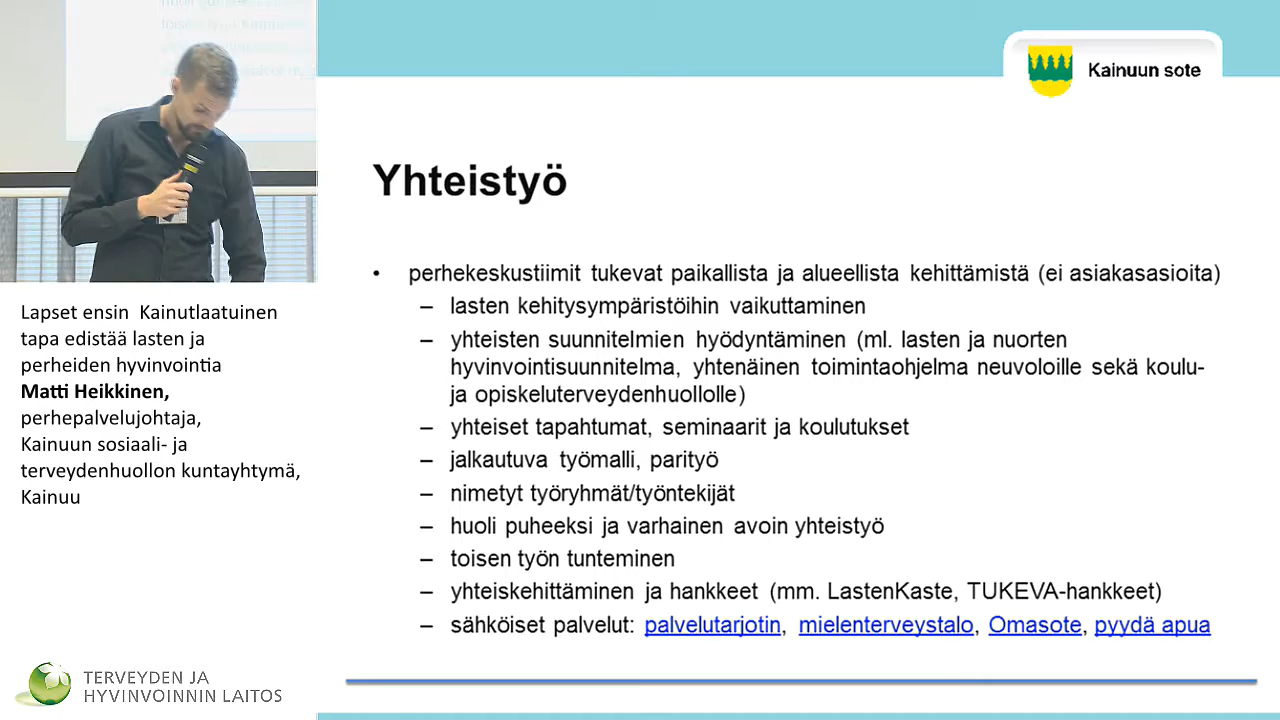 Kainuun sote
Yhteistyö
• perhekeskustiimit tukevat paikallista ja alueellista kehittämistä (ei asiakasasioita)
– lasten kehitysympäristöihin vaikuttaminen
– yhteisten suunnitelmien hyödyntäminen (ml. lasten ja nuorten
hyvinvointisuunnitelma, yhtenäinen toimintaohjelma neuvoloille sekä koulu-
ja opiskeluterveydenhuollolle)
– yhteiset tapahtumat, seminaarit ja koulutukset
– jalkautuva työmalli, parityö
– nimetyt työryhmät/työntekijät
– huoli puheeksi ja varhainen avoin yhteistyö
– toisen työn tunteminen
– yhteiskehittäminen ja hankkeet (mm. LastenKaste, TUKEVA-hankkeet)
– sähköiset palvelut: palvelutarjotin, mielenterveystalo, Omasote, pyydä apua
Lapset ensin Kainutlaatuinen
tapa edistää lasten ja
perheiden hyvinvointia
Matti Heikkinen,
perhepalvelujohtaja,
Kainuun sosiaali- ja
terveydenhuollon kuntayhtymä,
Kainuu
TERVEYDEN JA
HYVINVOINNIN LAITOS